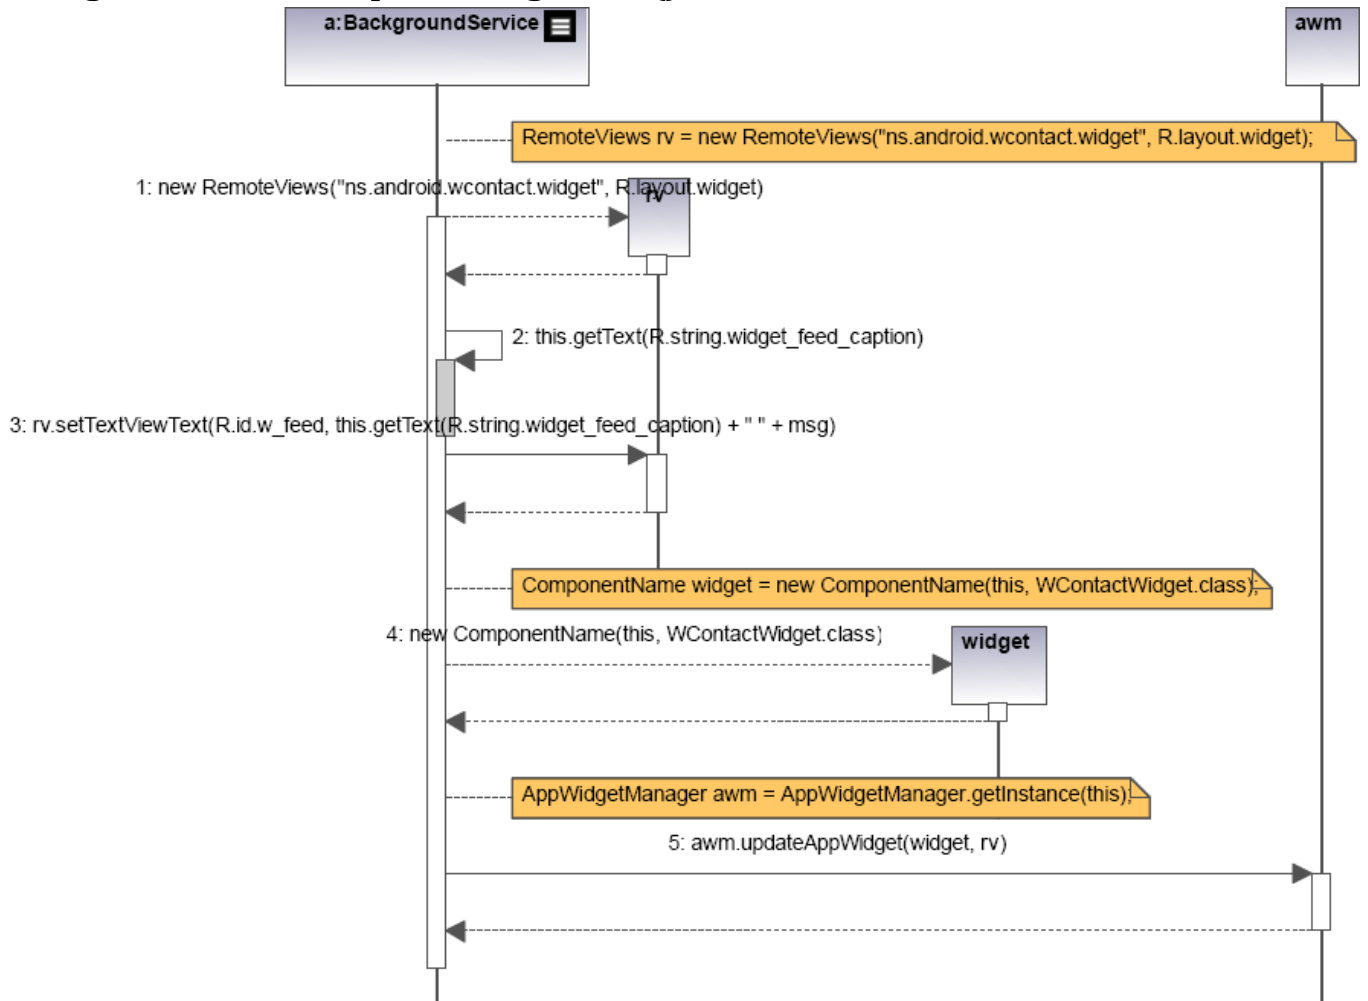 a:BackgroundService
awm
RemoteViews rv = new RemoteViews("ns.android.wcontact.widget", R.layout.widget);
1: new RemoteViews("ns.android.wcontact.widget", R.layout.widget)
rv
2: this.getText(R.string.widget_feed_caption)
3: rv.setTextViewText(R.id.w_feed, this.getText(R.string.widget_feed_caption) + " " + msg)
ComponentName widget = new ComponentName(this, WContactWidget.class);
4: new ComponentName(this, WContactWidget.class)
widget
AppWidgetManager awm = AppWidgetManager.getInstance(this);
5: awm.updateAppWidget(widget, rv)